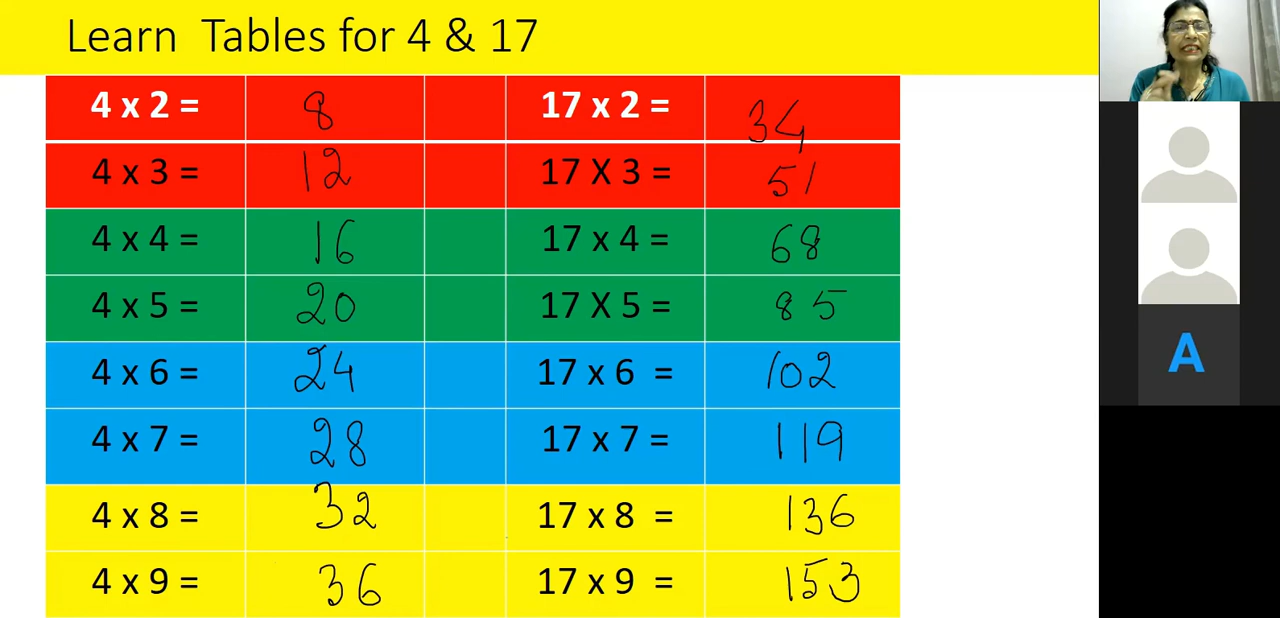 Learn Tables for 4 & 17
4 x 2 = 8 17 x 2 = 34
4 x 3 = 12 17 X 3 = 51
4 x 4 = 16 17 x 4 = 68
4 x 5 = 20 17 X 5 = 85
4 x 6 = 24 17 x 6 = 102
4 x 7 = 28 17 x 7 = 119
4 x 8 = 32 17 x 8 = 136
4 x 9 = 36 17 x 9 = 153
A